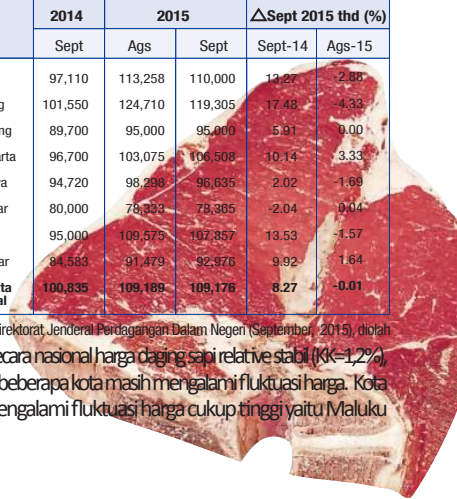 2014 2015 △Sept 2015 thd (%)
Sept Ags Sept Sept-14 Ags-15
97,110 113,258 110,000 13.27 -2.88
g 101,550 124,710 119,305 17.48 -4.33
ng 89,700 95,000 95,000 5.91 0.00
arta 96,700 103,075 106,508 10.14 3.33
ya 94,720 98,298 96,635 2.02 -1.69
ar 80,000 78,333 78,365 -2.04 0.04
95,000 109,575 107,857 13.53 -1.57
ar 84,583 91,479 92,976 9.92 1.64
ta 100,835 109,189 109,176 8.27 -0.01
al
irektorat Jenderal Perdagangan Dalam Negeri (September, 2015), diolah
ecara nasional harga daging sapi relative stabil (KK=1,2%),
beberapa kota masih mengalami fluktuasi harga. Kota
engalami fluktuasi harga cukup tinggi yaitu Maluku